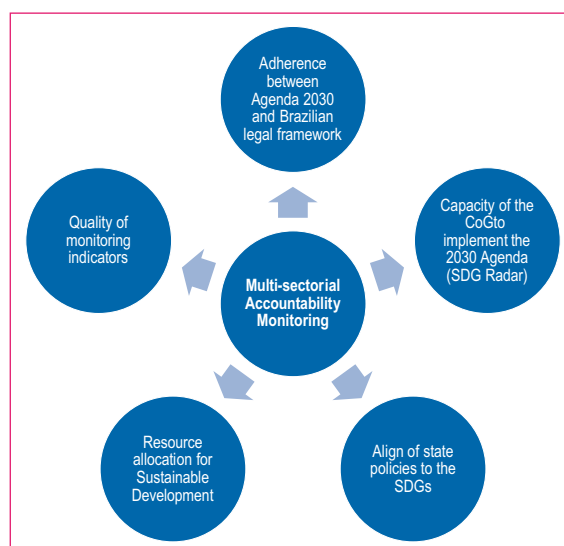 Adherence
between
Agenda 2030
and Brazilian
legal framework
Quality of
monitoring
indicators
Capacity of the
CoGto
implement the
2030 Agenda
(SDG Radar)
Multi-sectorial
Accountability
Monitoring
Resource
allocation for
Sustainable
Development
Align of state
policies to the
SDGs